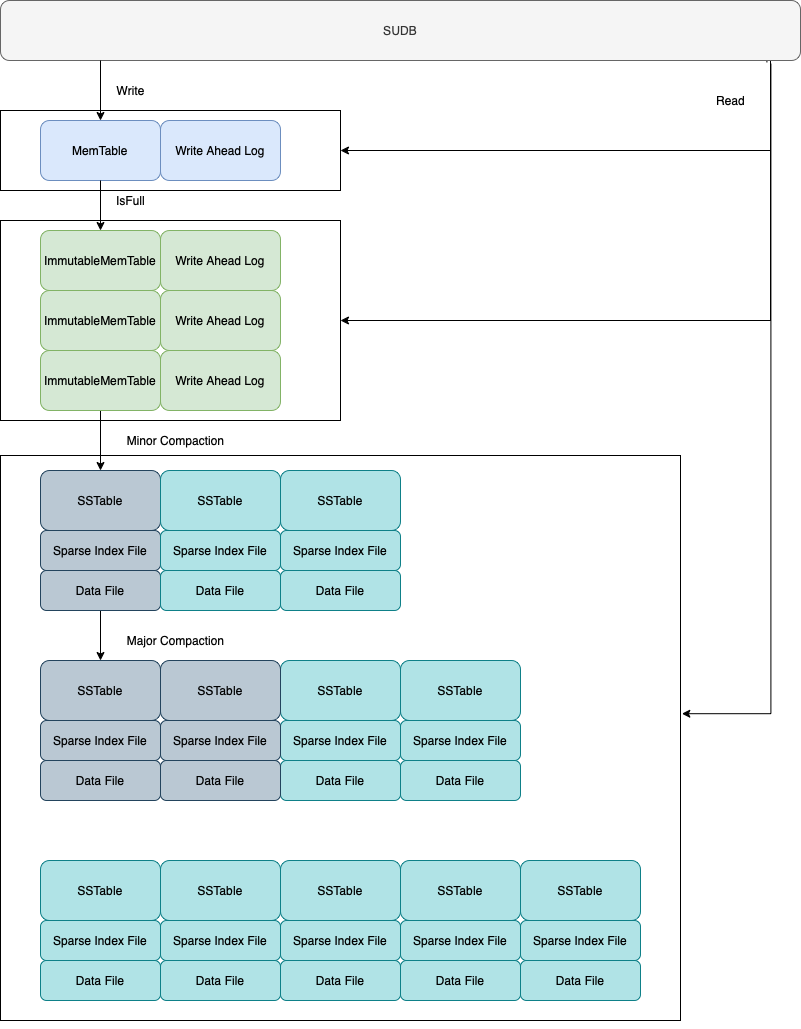 SUDB
Write
Read
MemTable Write Ahead Log
IsFull
ImmutableMemTable Write Ahead Log
ImmutableMemTable Write Ahead Log
ImmutableMemTable Write Ahead Log
Minor Compaction
SSTable SSTable SSTable
Sparse Index File Sparse Index File Sparse Index File
Data File Data File Data File
Major Compaction
SSTable SSTable SSTable SSTable
Sparse Index File Sparse Index File Sparse Index File Sparse Index File
Data File Data File Data File Data File
SSTable SSTable SSTable SSTable SSTable
Sparse Index File Sparse Index File Sparse Index File Sparse Index File Sparse Index File
Data File Data File Data File Data File Data File